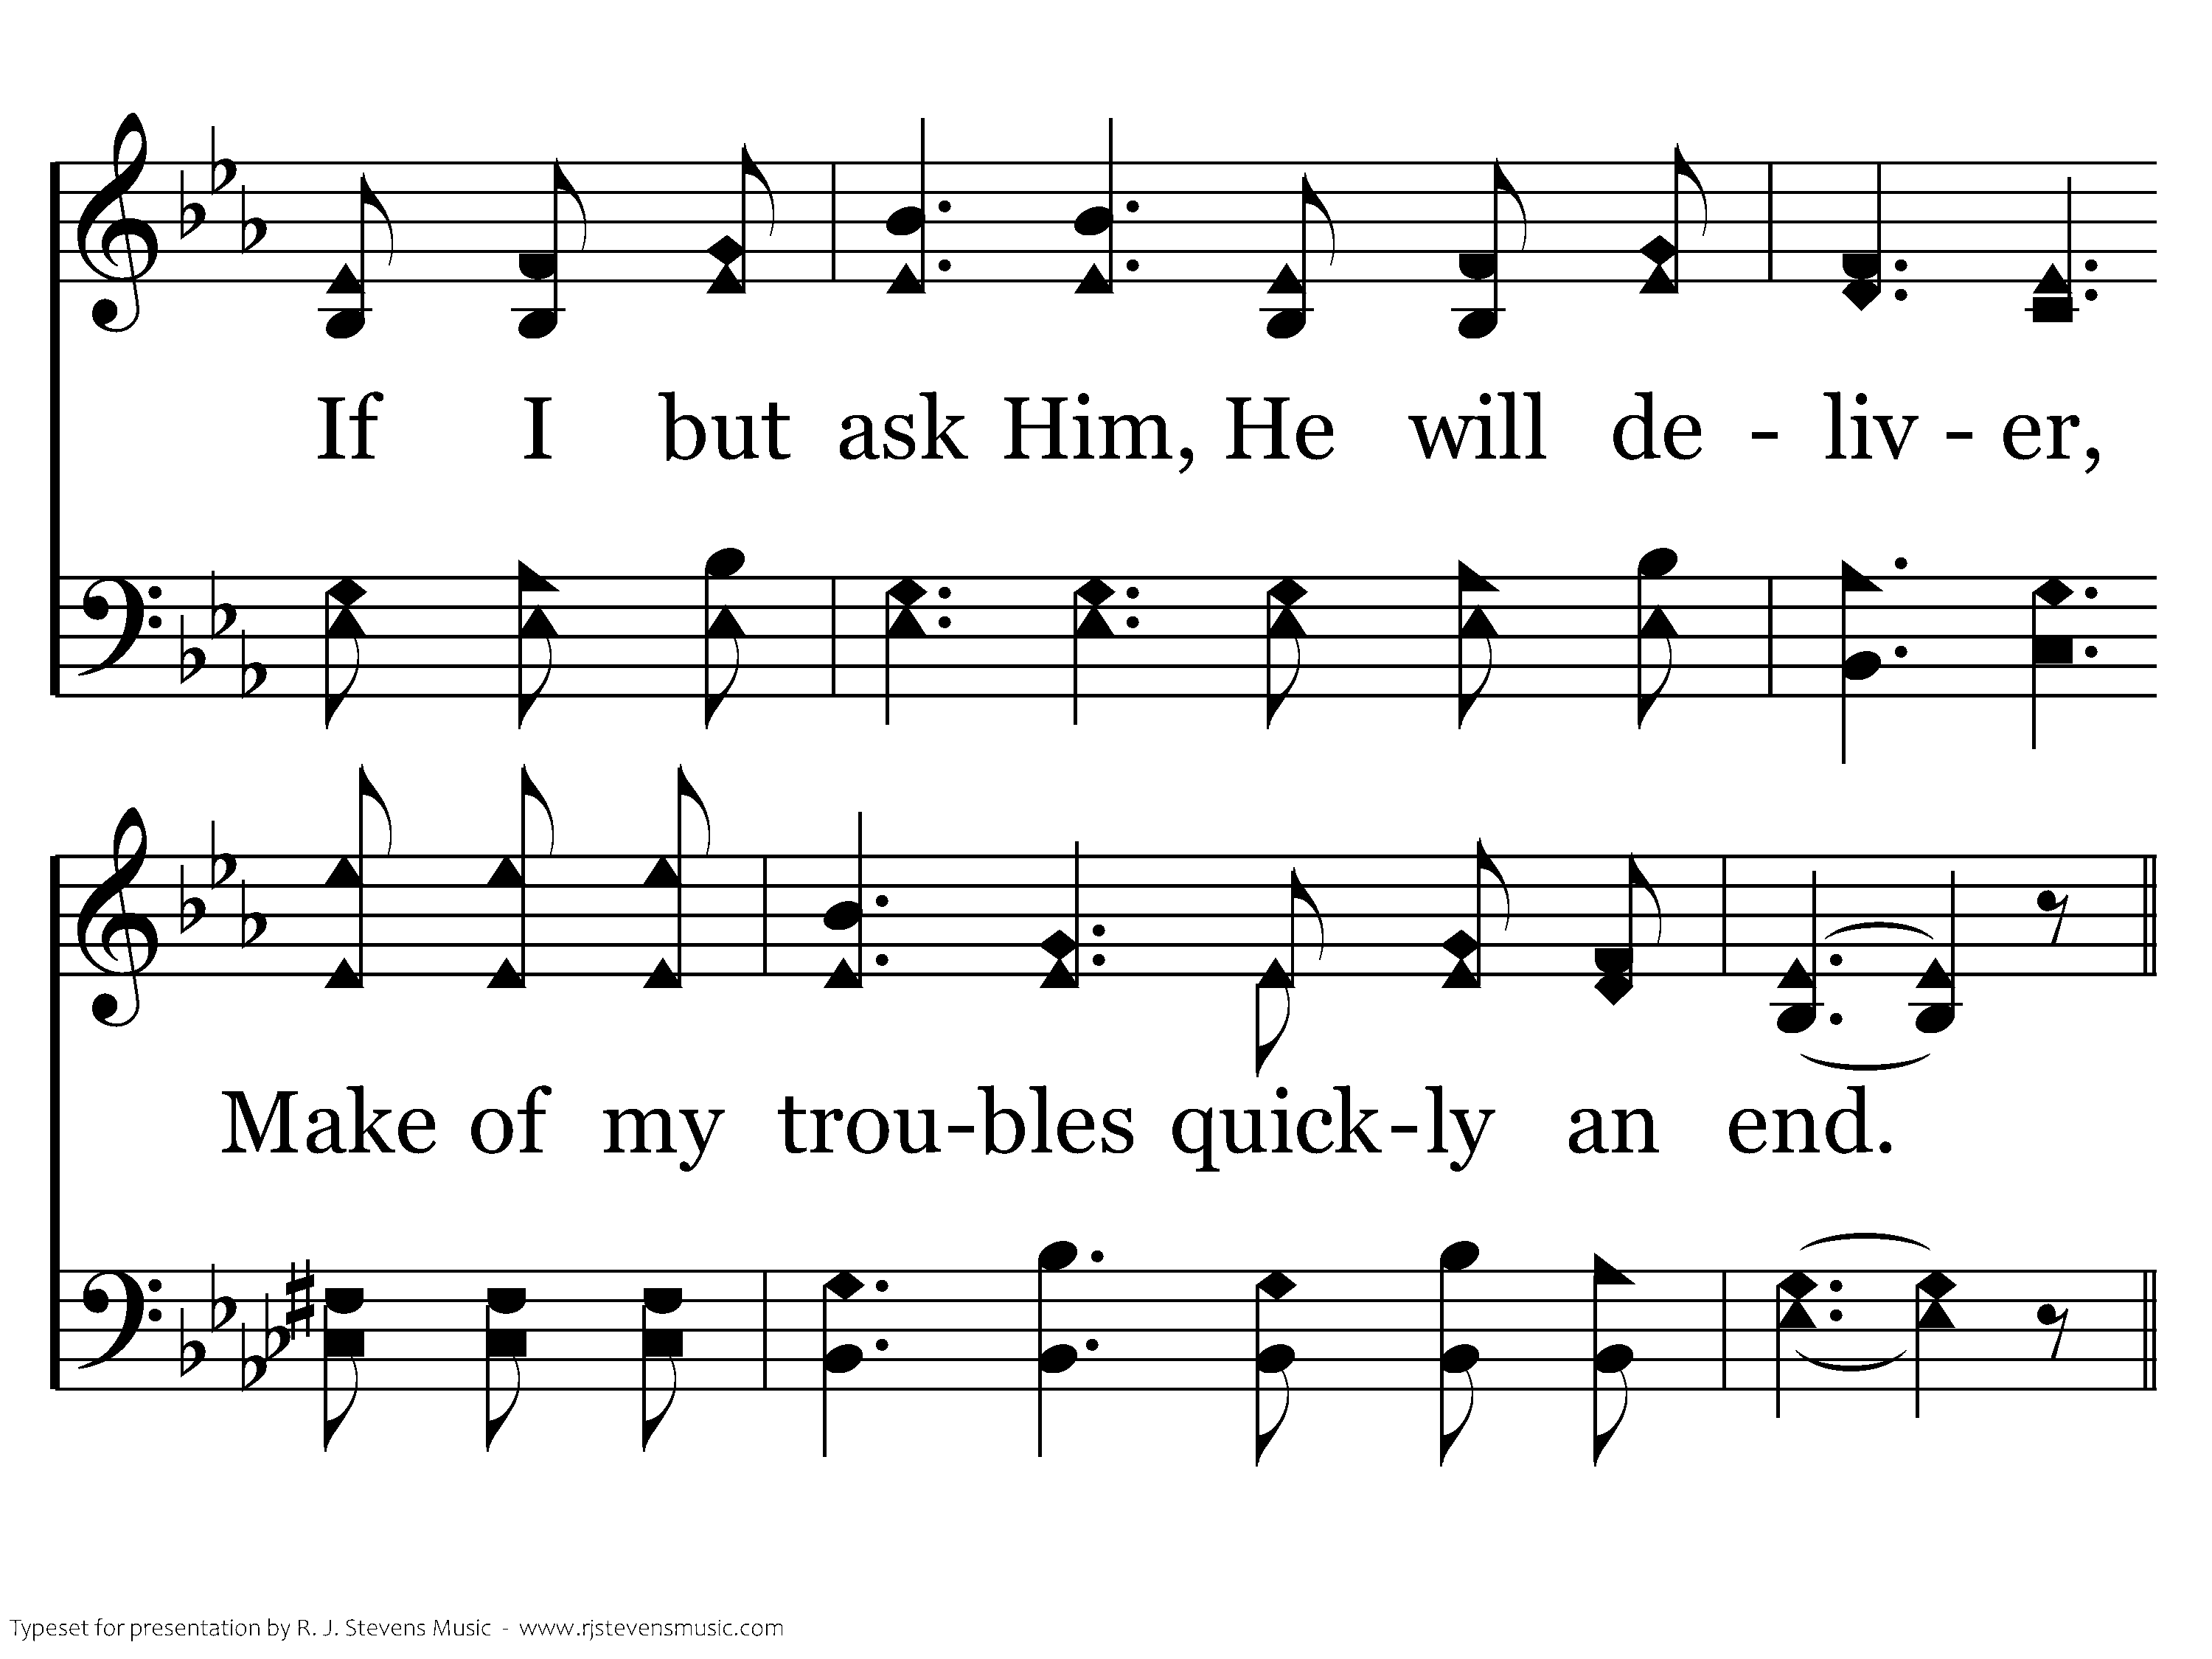 If I but ask Him, He will de - liv - er,
Make of my trou-bles quick-ly an end.
Typeset for presentation by R. J. Stevens Music - www.rjstevensmusic.com